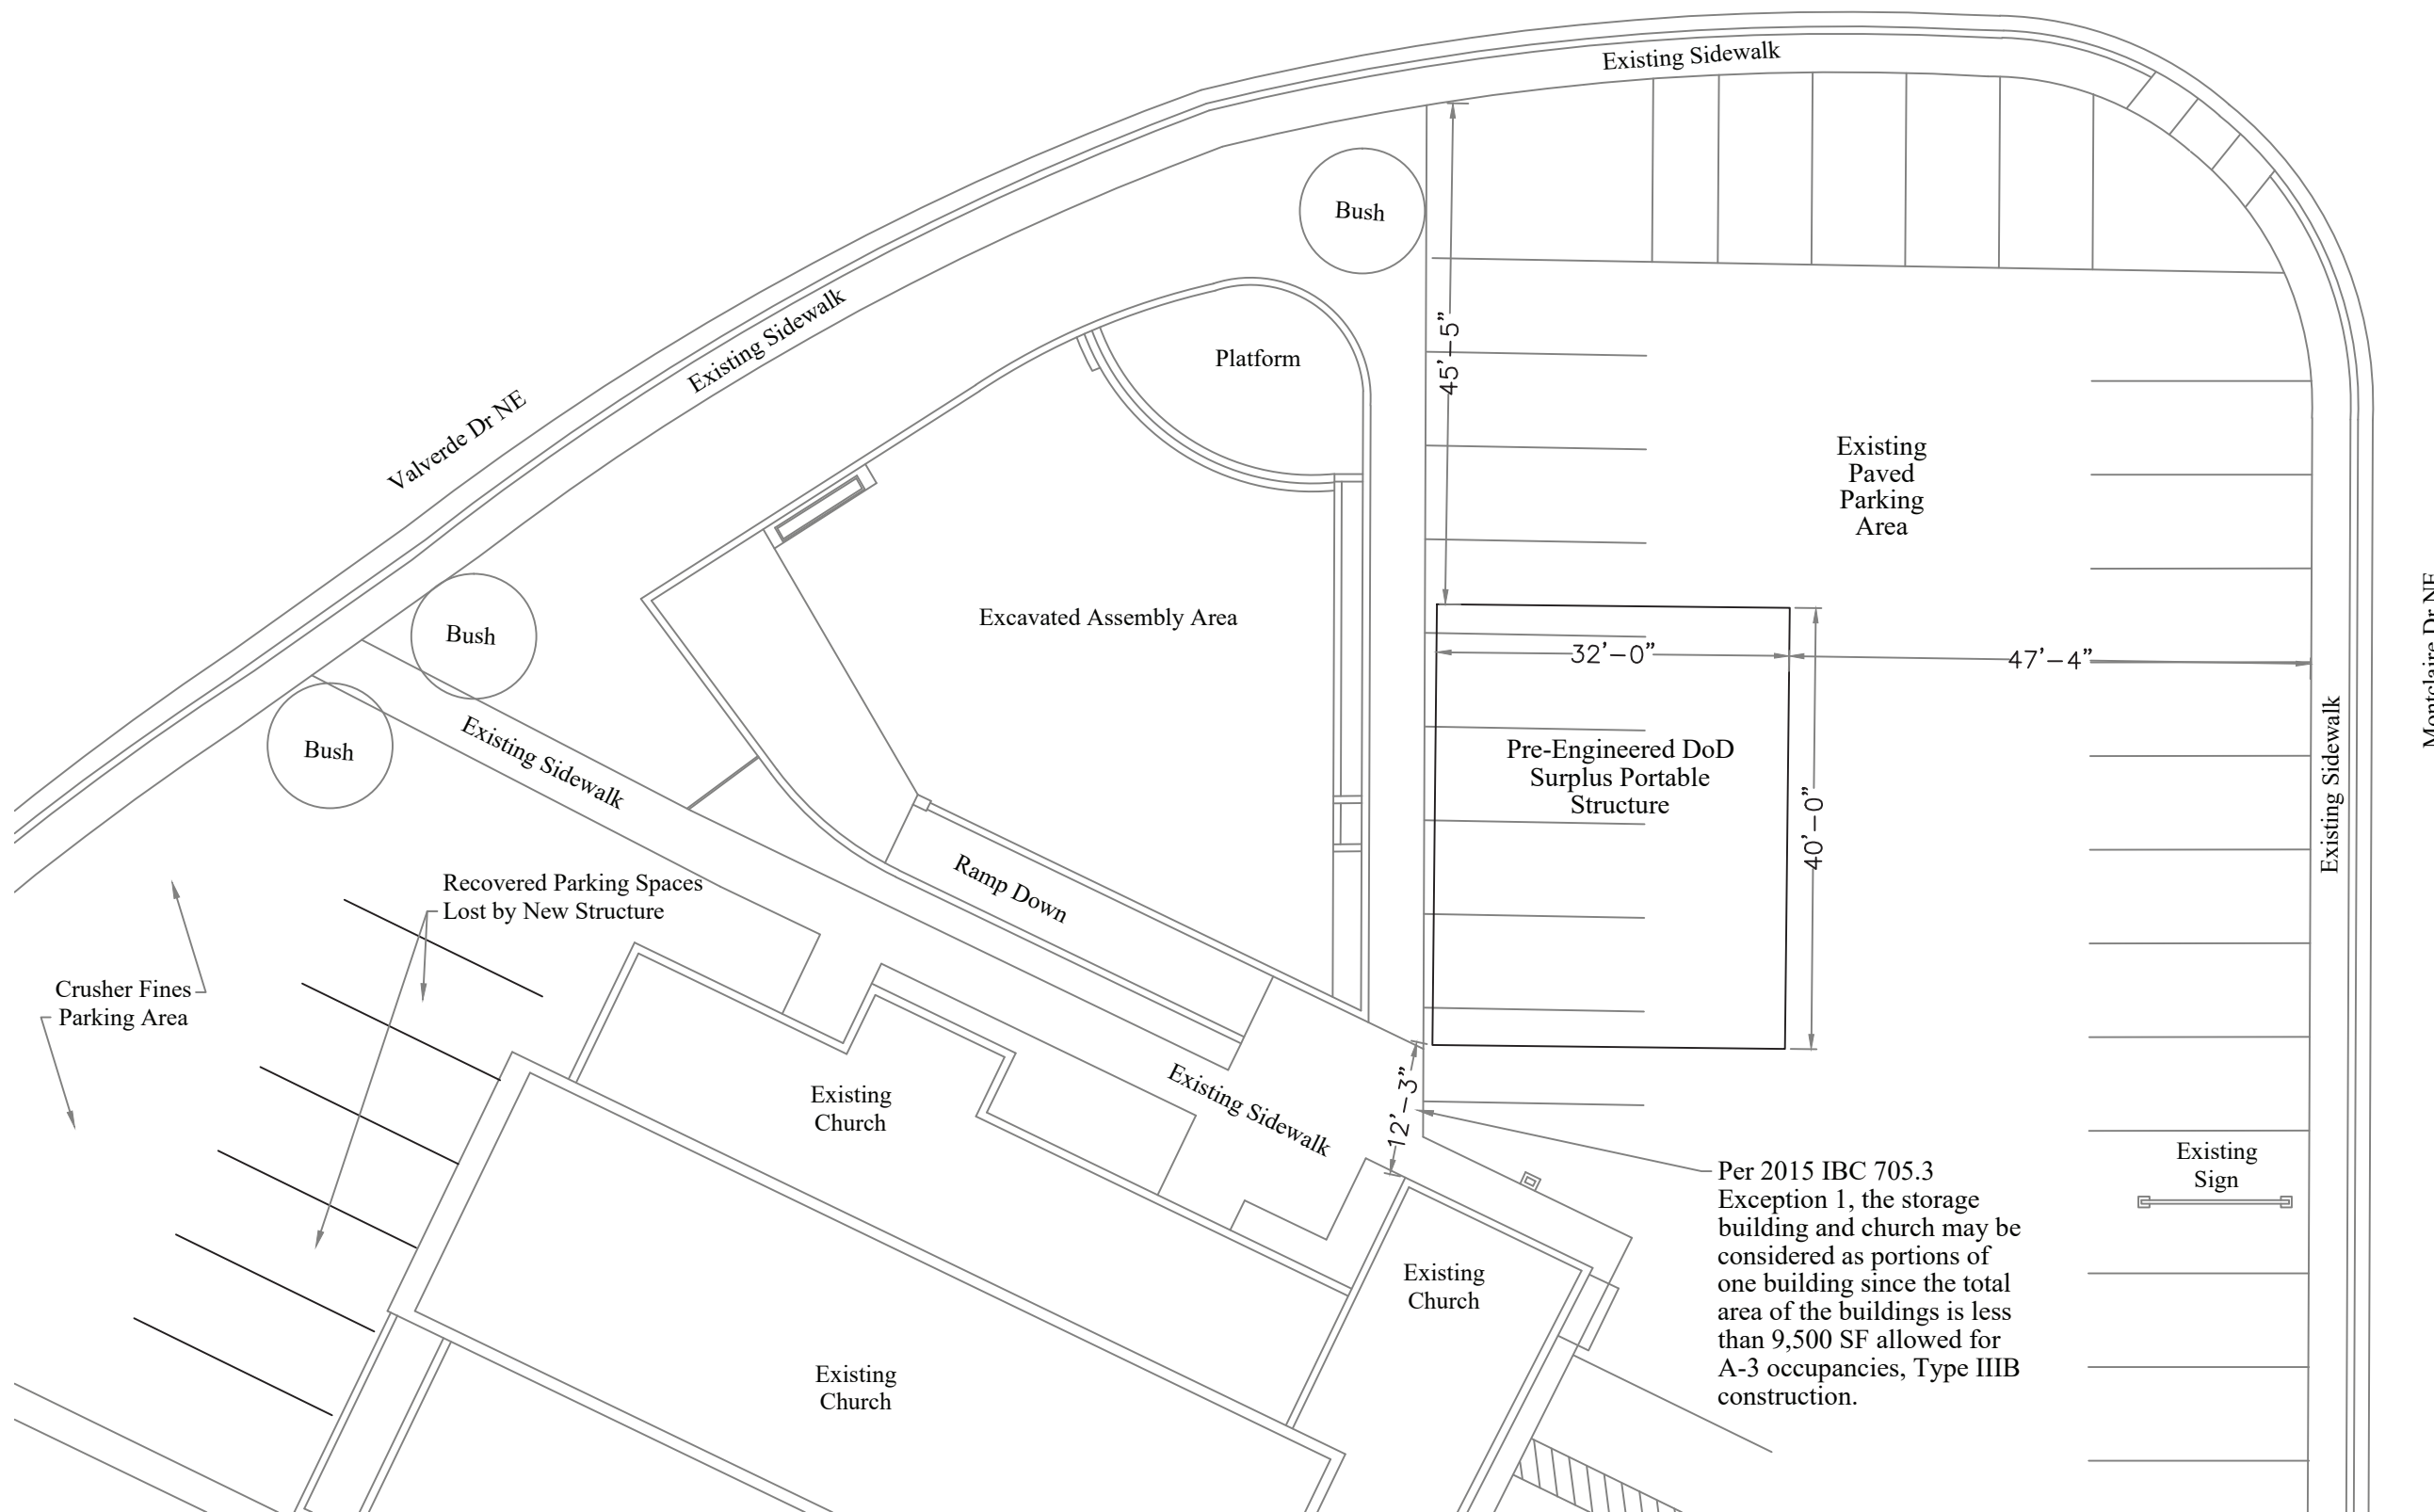 Existing Sidewalk
Bush
Valverde Dr NE
Existing Sidewalk
Platform
45'-5"
Existing
Paved
Parking
Area
Bush
Excavated Assembly Area
32'-0"
47'-4"
Montclaire Dr NE
Bush
Existing Sidewalk
Pre-Engineered DoD
Surplus Portable
Structure
40'-0"
Existing Sidewalk
Recovered Parking Spaces
Lost by New Structure
Ramp Down
Crusher Fines
Parking Area
Existing
Church
Existing Sidewalk
12'-3"
Per 2015 IBC 705.3
Exception 1, the storage
building and church may be
considered as portions of
one building since the total
area of the buildings is less
than 9,500 SF allowed for
A-3 occupancies, Type IIIB
construction.
Existing
Sign
Existing
Church
Existing
Church